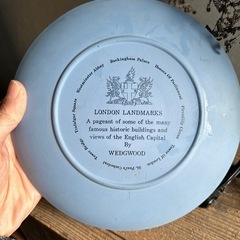 Buckingham Palace
Houses Of Parliament
Piccadilly Circus
Tower Of London
St. Paul's Cathedral
Tower Bridge
Trafalgar Square
Westminster Abbey
LONDON LANDMARKS
A pageant of some of the many
famous historic buildings and
views of the English Capital
By
WEDGWOOD